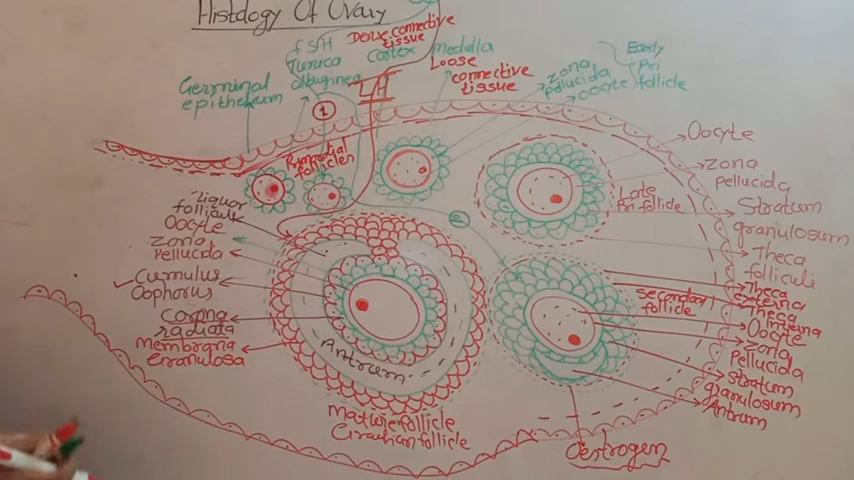 Histology Of Ovary
Germinal
epithelium
FSH
Tunica
albuginea
Dense connective
tissue
Cortex
LH
Medalla
Loose
connective
tissue
Zona
pellucida
oocyte
Early
Pri
follicle
1
Primordial
follicles
Oocyte
Zona
Pellucida
Late
Pri follicle
Stratum
granulosum
Theca
folliculi
2
Liquor
folliculi
Oocyte
Zona
Pellucida
Cumulus
Oophorus
Corona
radiata
Membrana
Granulosa
Antrum
Mature follicle
Graafian follicle
secondary
follicle
Theca
externa
Theca
interna
Oocyte
Zona
Pellucida
Stratum
granulosum
Antrum
Oestrogen